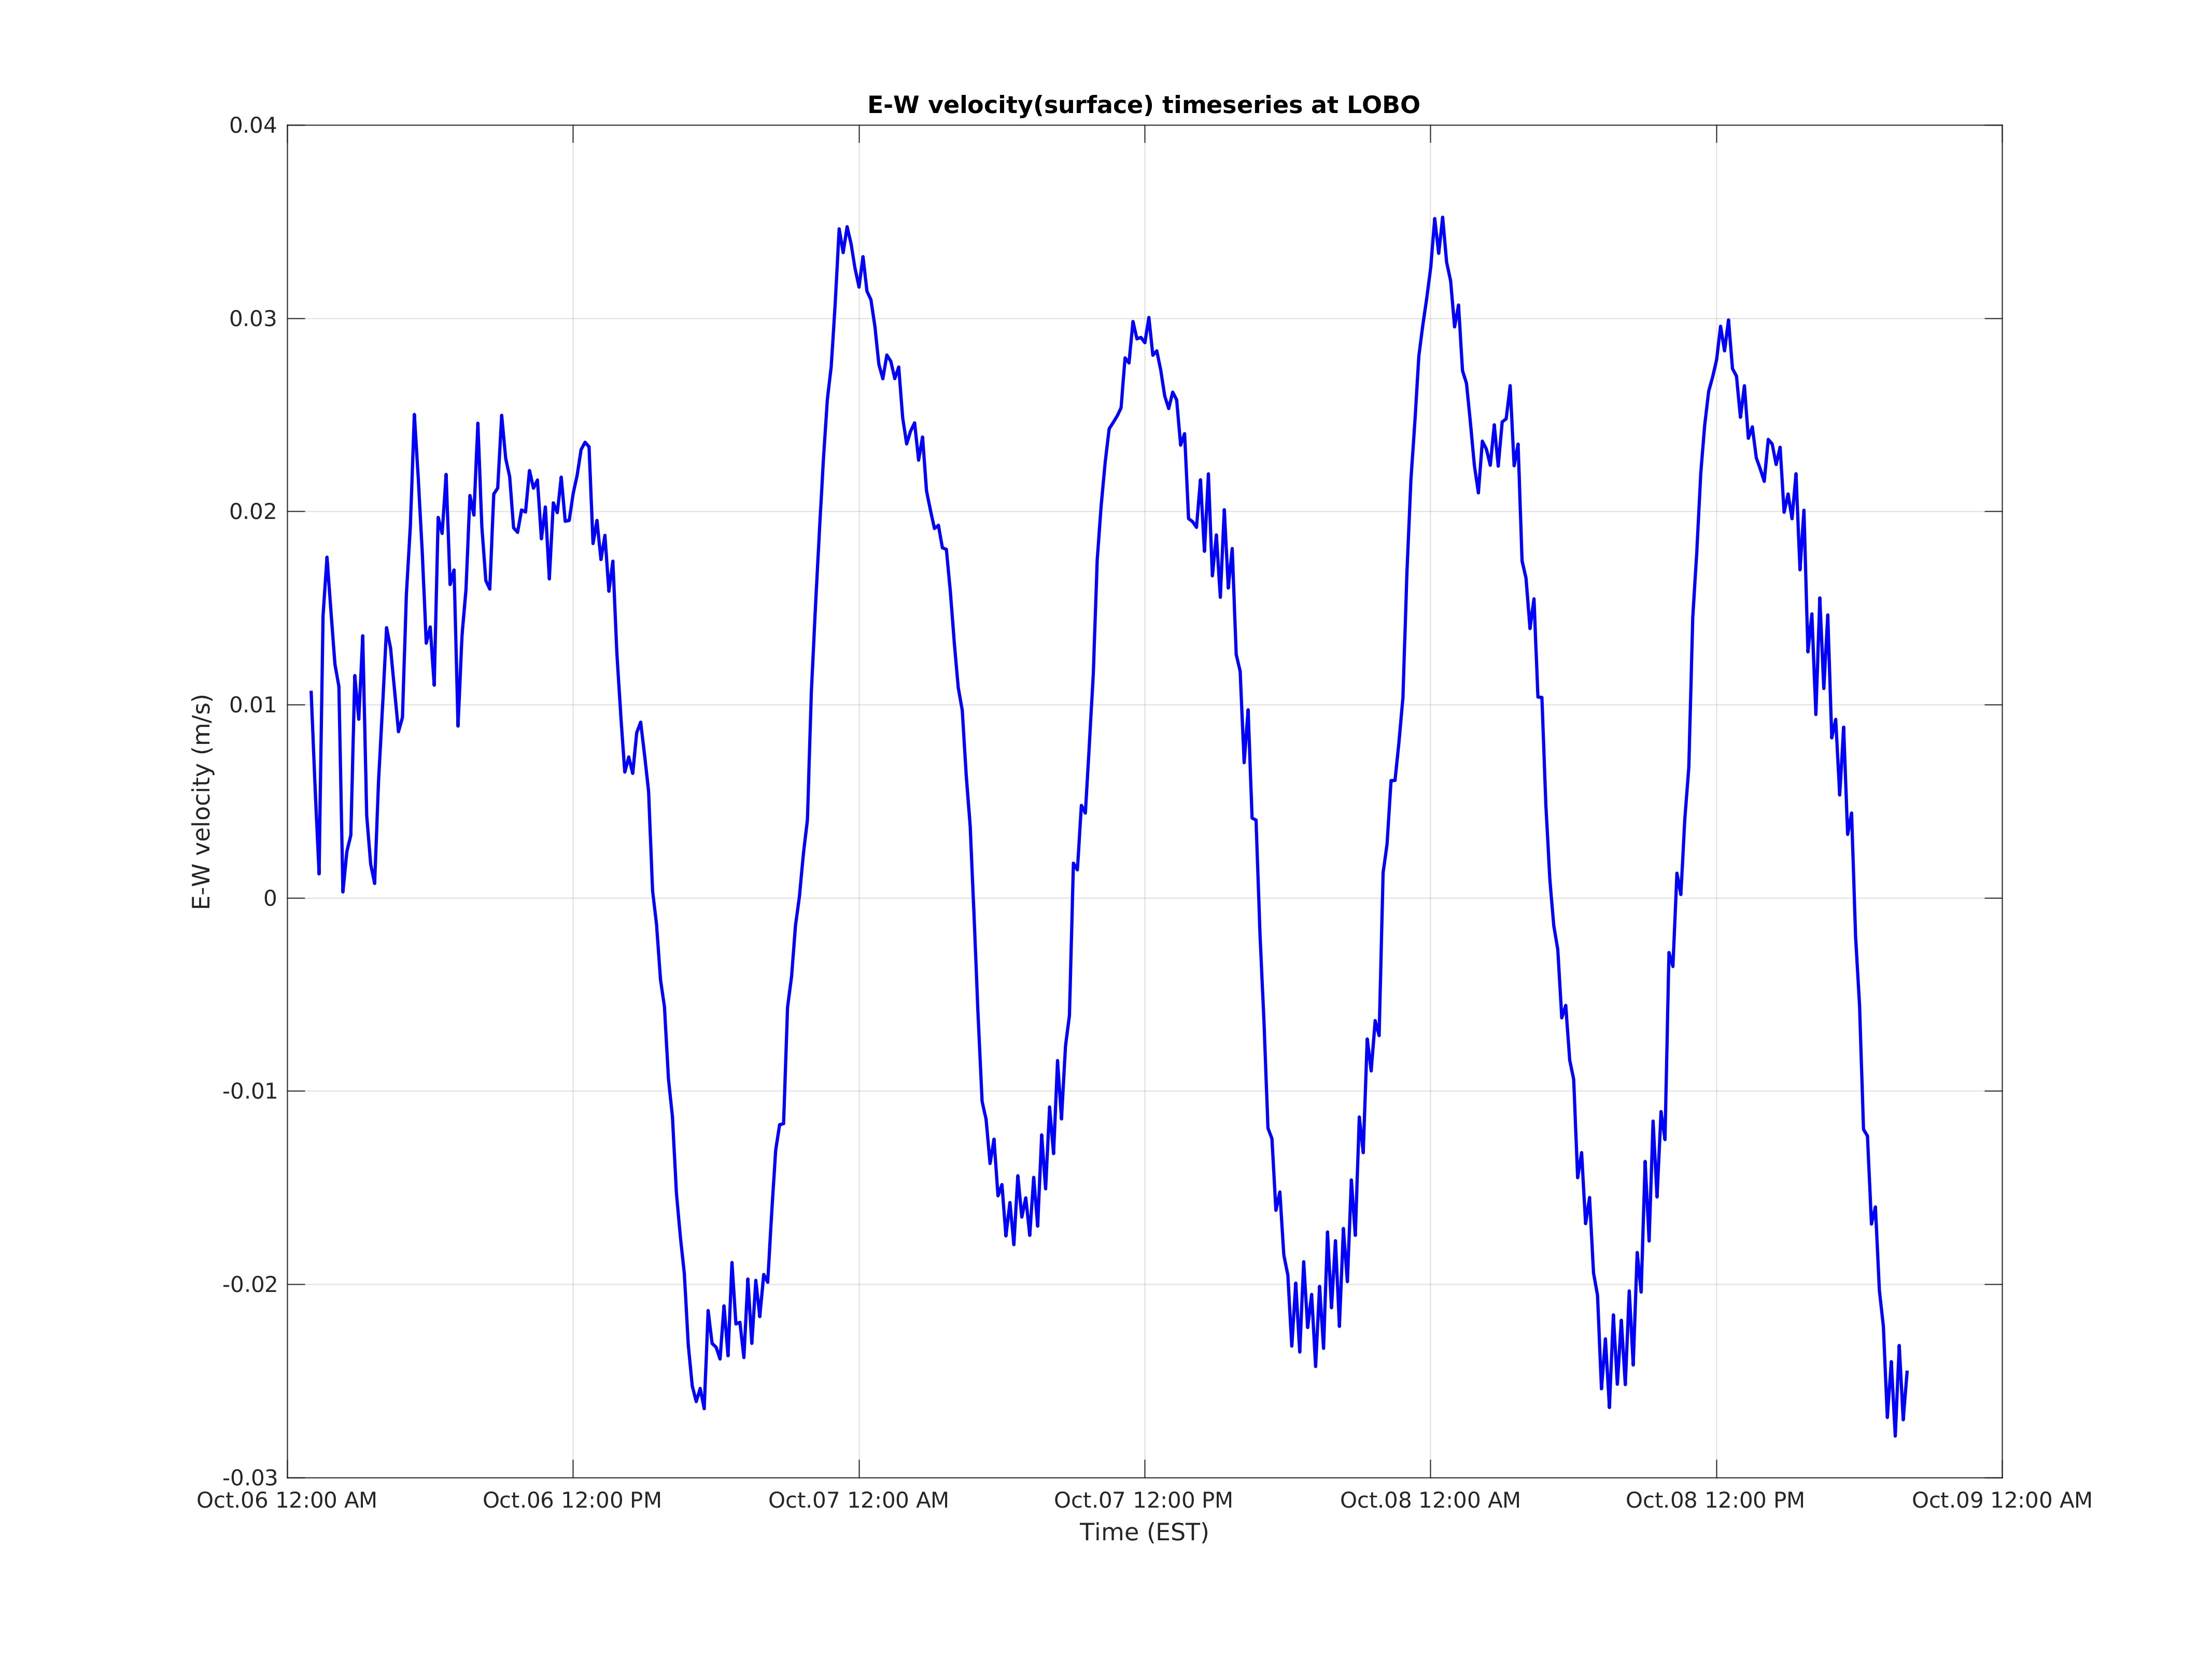 E-W velocity(surface) timeseries at LOBO
E-W velocity (m/s)
0.04
0.03
0.02
0.01
0
-0.01
-0.02
-0.03
Oct.06 12:00 AM
Oct.06 12:00 PM
Oct.07 12:00 AM
Oct.07 12:00 PM
Oct.08 12:00 AM
Oct.08 12:00 PM
Oct.09 12:00 AM
Time (EST)